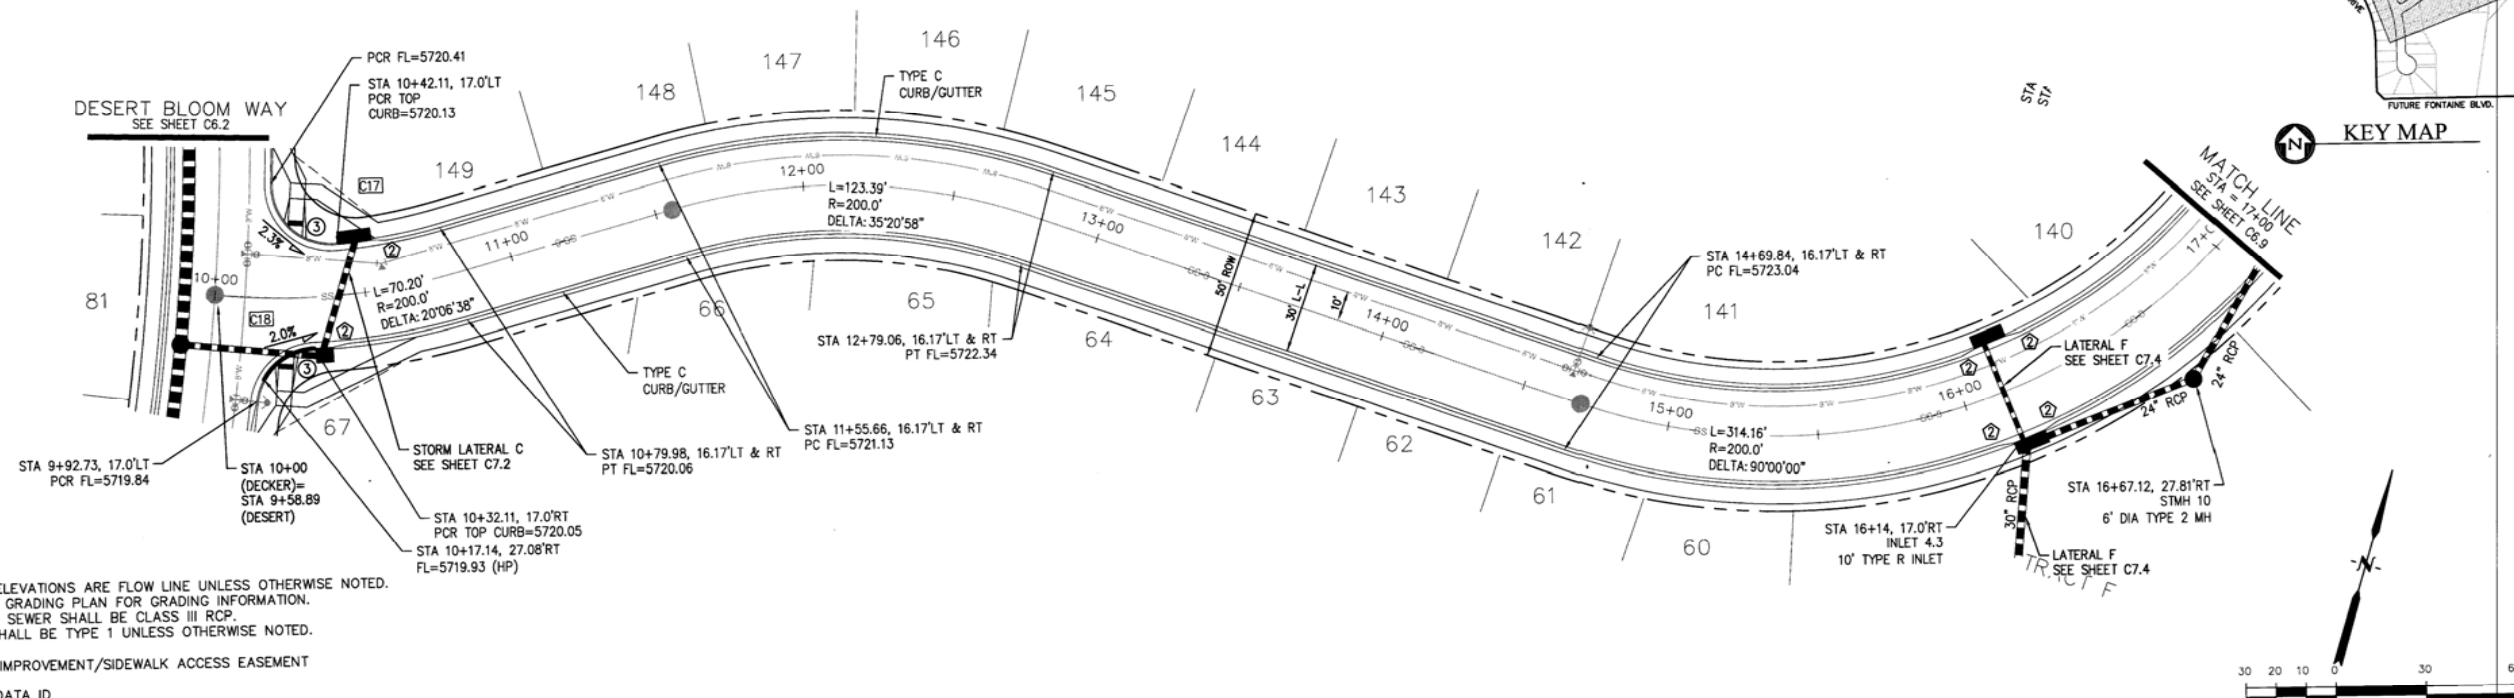 PCR FL=5720.41
STA 10+42.11, 17.0'LT
PCR TOP
CURB=5720.13
DESERT BLOOM WAY
SEE SHEET C6.2
146
147
148
149
145
144
143
142
141
140
TYPE C
CURB/GUTTER
FUTURE FONTAINE BLVD.
KEY MAP
N
MATCH LINE
STA = 17+00
SEE SHEET C6.9
STA
C17
C18
2.3%
2.0%
3
3
2
2
2
2
2
2
10+00
11+00
12+00
13+00
14+00
15+00
16+00
L=70.20'
R=200.0'
DELTA: 20°06'38"
L=123.39'
R=200.0'
DELTA: 35°20'58"
50' ROW
30' L-L
10'
STA 14+69.84, 16.17'LT & RT
PC FL=5723.04
L=314.16'
R=200.0'
DELTA: 90°00'00"
LATERAL F
SEE SHEET C7.4
24" RCP
24" RCP
81
67
66
65
64
63
62
61
60
STA 12+79.06, 16.17'LT & RT
PT FL=5722.34
TYPE C
CURB/GUTTER
STA 11+55.66, 16.17'LT & RT
PC FL=5721.13
STA 10+79.98, 16.17'LT & RT
PT FL=5720.06
STORM LATERAL C
SEE SHEET C7.2
STA 9+92.73, 17.0'LT
PCR FL=5719.84
STA 10+00
(DECKER)=
STA 9+58.89
(DESERT)
STA 10+32.11, 17.0'RT
PCR TOP CURB=5720.05
STA 10+17.14, 27.08'RT
FL=5719.93 (HP)
STA 16+67.12, 27.81'RT
STMH 10
6' DIA TYPE 2 MH
STA 16+14, 17.0'RT
INLET 4.3
10' TYPE R INLET
30" RCP
LATERAL F
SEE SHEET C7.4
ELEVATIONS ARE FLOW LINE UNLESS OTHERWISE NOTED.
GRADING PLAN FOR GRADING INFORMATION.
SEWER SHALL BE CLASS III RCP.
HALL BE TYPE 1 UNLESS OTHERWISE NOTED.
IMPROVEMENT/SIDEWALK ACCESS EASEMENT
DATA ID
N
30 20 10 0 30